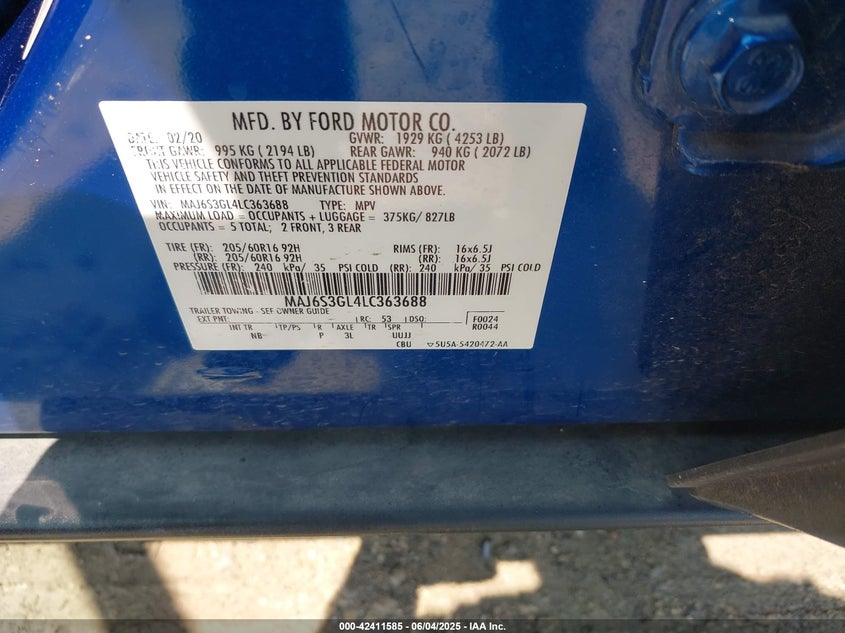 MFD. BY FORD MOTOR CO.
DATE: 02/20 GVWR: 1929 KG ( 4253 LB)
FRONT GAWR: 995 KG ( 2194 LB) REAR GAWR: 940 KG ( 2072 LB)
THIS VEHICLE CONFORMS TO ALL APPLICABLE FEDERAL MOTOR
VEHICLE SAFETY AND THEFT PREVENTION STANDARDS
IN EFFECT ON THE DATE OF MANUFACTURE SHOWN ABOVE.
VIN: MAJ6S3GL4LC363688 TYPE: MPV
MAXIMUM LOAD = OCCUPANTS + LUGGAGE = 375KG/ 827LB
OCCUPANTS = 5 TOTAL; 2 FRONT, 3 REAR
TIRE (FR): 205/60R16 92H RIMS (FR): 16x6.5J
(RR): 205/60R16 92H (RR): 16x6.5J
PRESSURE (FR): 240 kPa/ 35 PSI COLD (RR): 240 kPa/ 35 PSI COLD
MAJ6S3GL4LC363688
TRAILER TOWING - SEE OWNER GUIDE
EXT PNT: RC: 53 DSO: F0024
INT TR TP/PS R AXLE TR SPR R0044
NB P 3L UUJJ
CBU ▽5U5A-5420472-AA
000-42411585 - 06/04/2025 - IAA Inc.